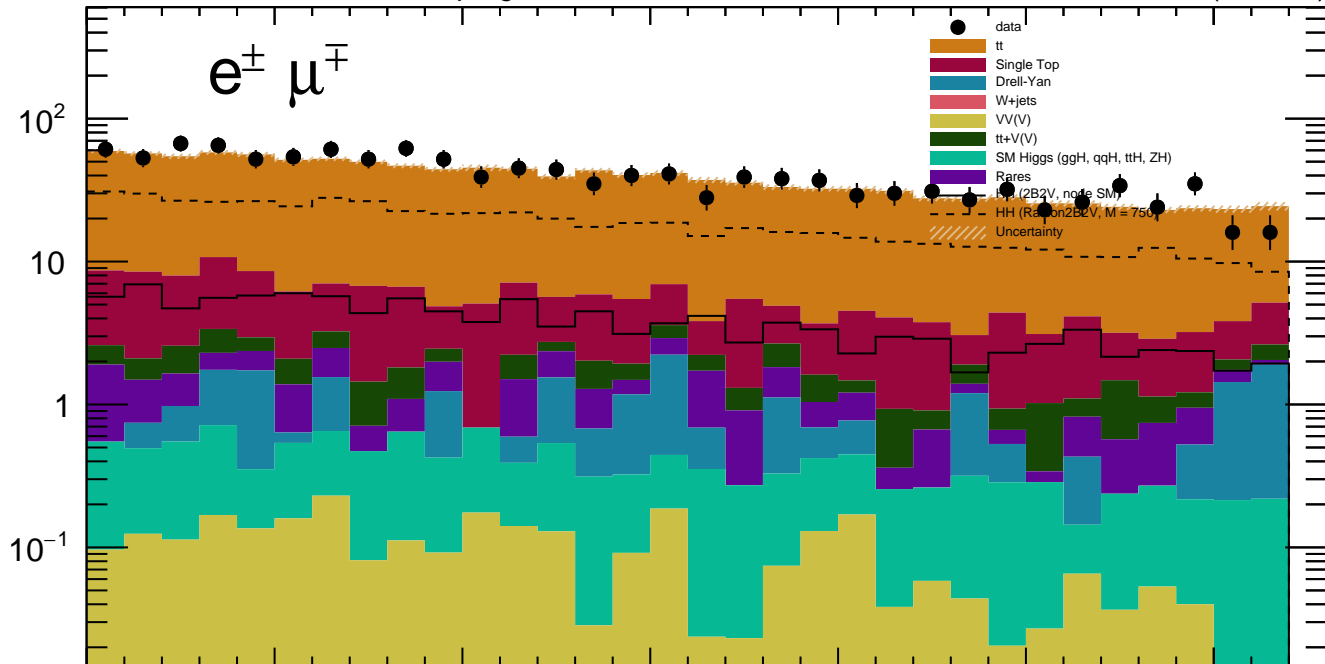 e± μ∓
data
tt
Single Top
Drell-Yan
W+jets
VV(V)
tt+V(V)
SM Higgs (ggH, qqH, ttH, ZH)
Rares
(2B2V, node SM)
HH (Radion2B2V, M = 750)
Uncertainty
10²
10
1
10⁻¹